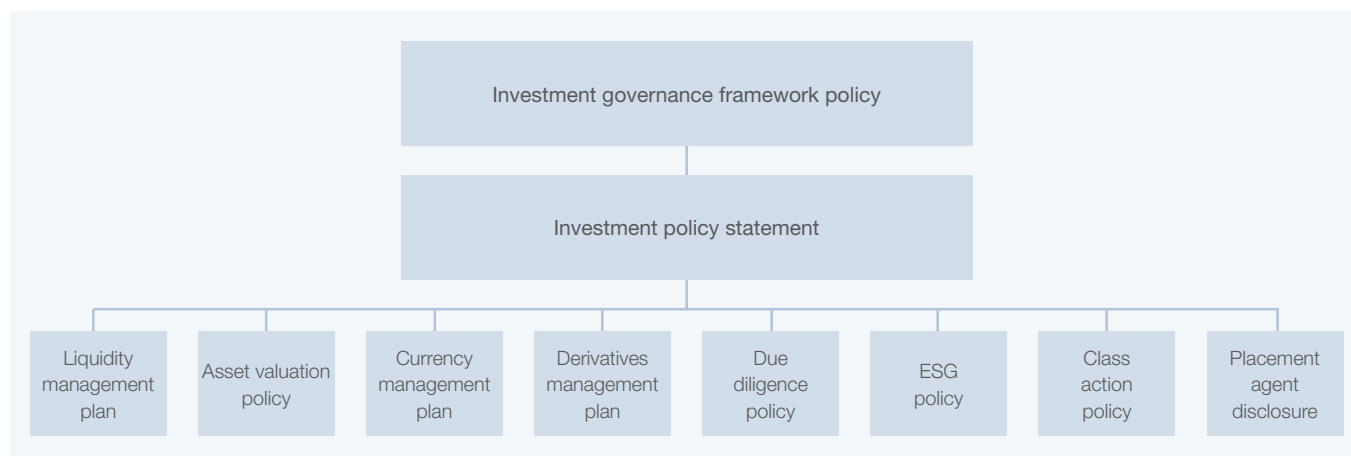 Investment governance framework policy
Investment policy statement
Liquidity
management
plan
Asset valuation
policy
Currency
management
plan
Derivatives
management
plan
Due
diligence
policy
ESG
policy
Class
action
policy
Placement
agent
disclosure